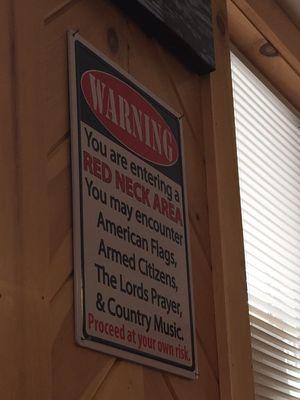 WARNING
You are entering a
RED NECK AREA
You may encounter
American Flags,
Armed Citizens,
The Lords Prayer,
& Country Music.
Proceed at your own risk.